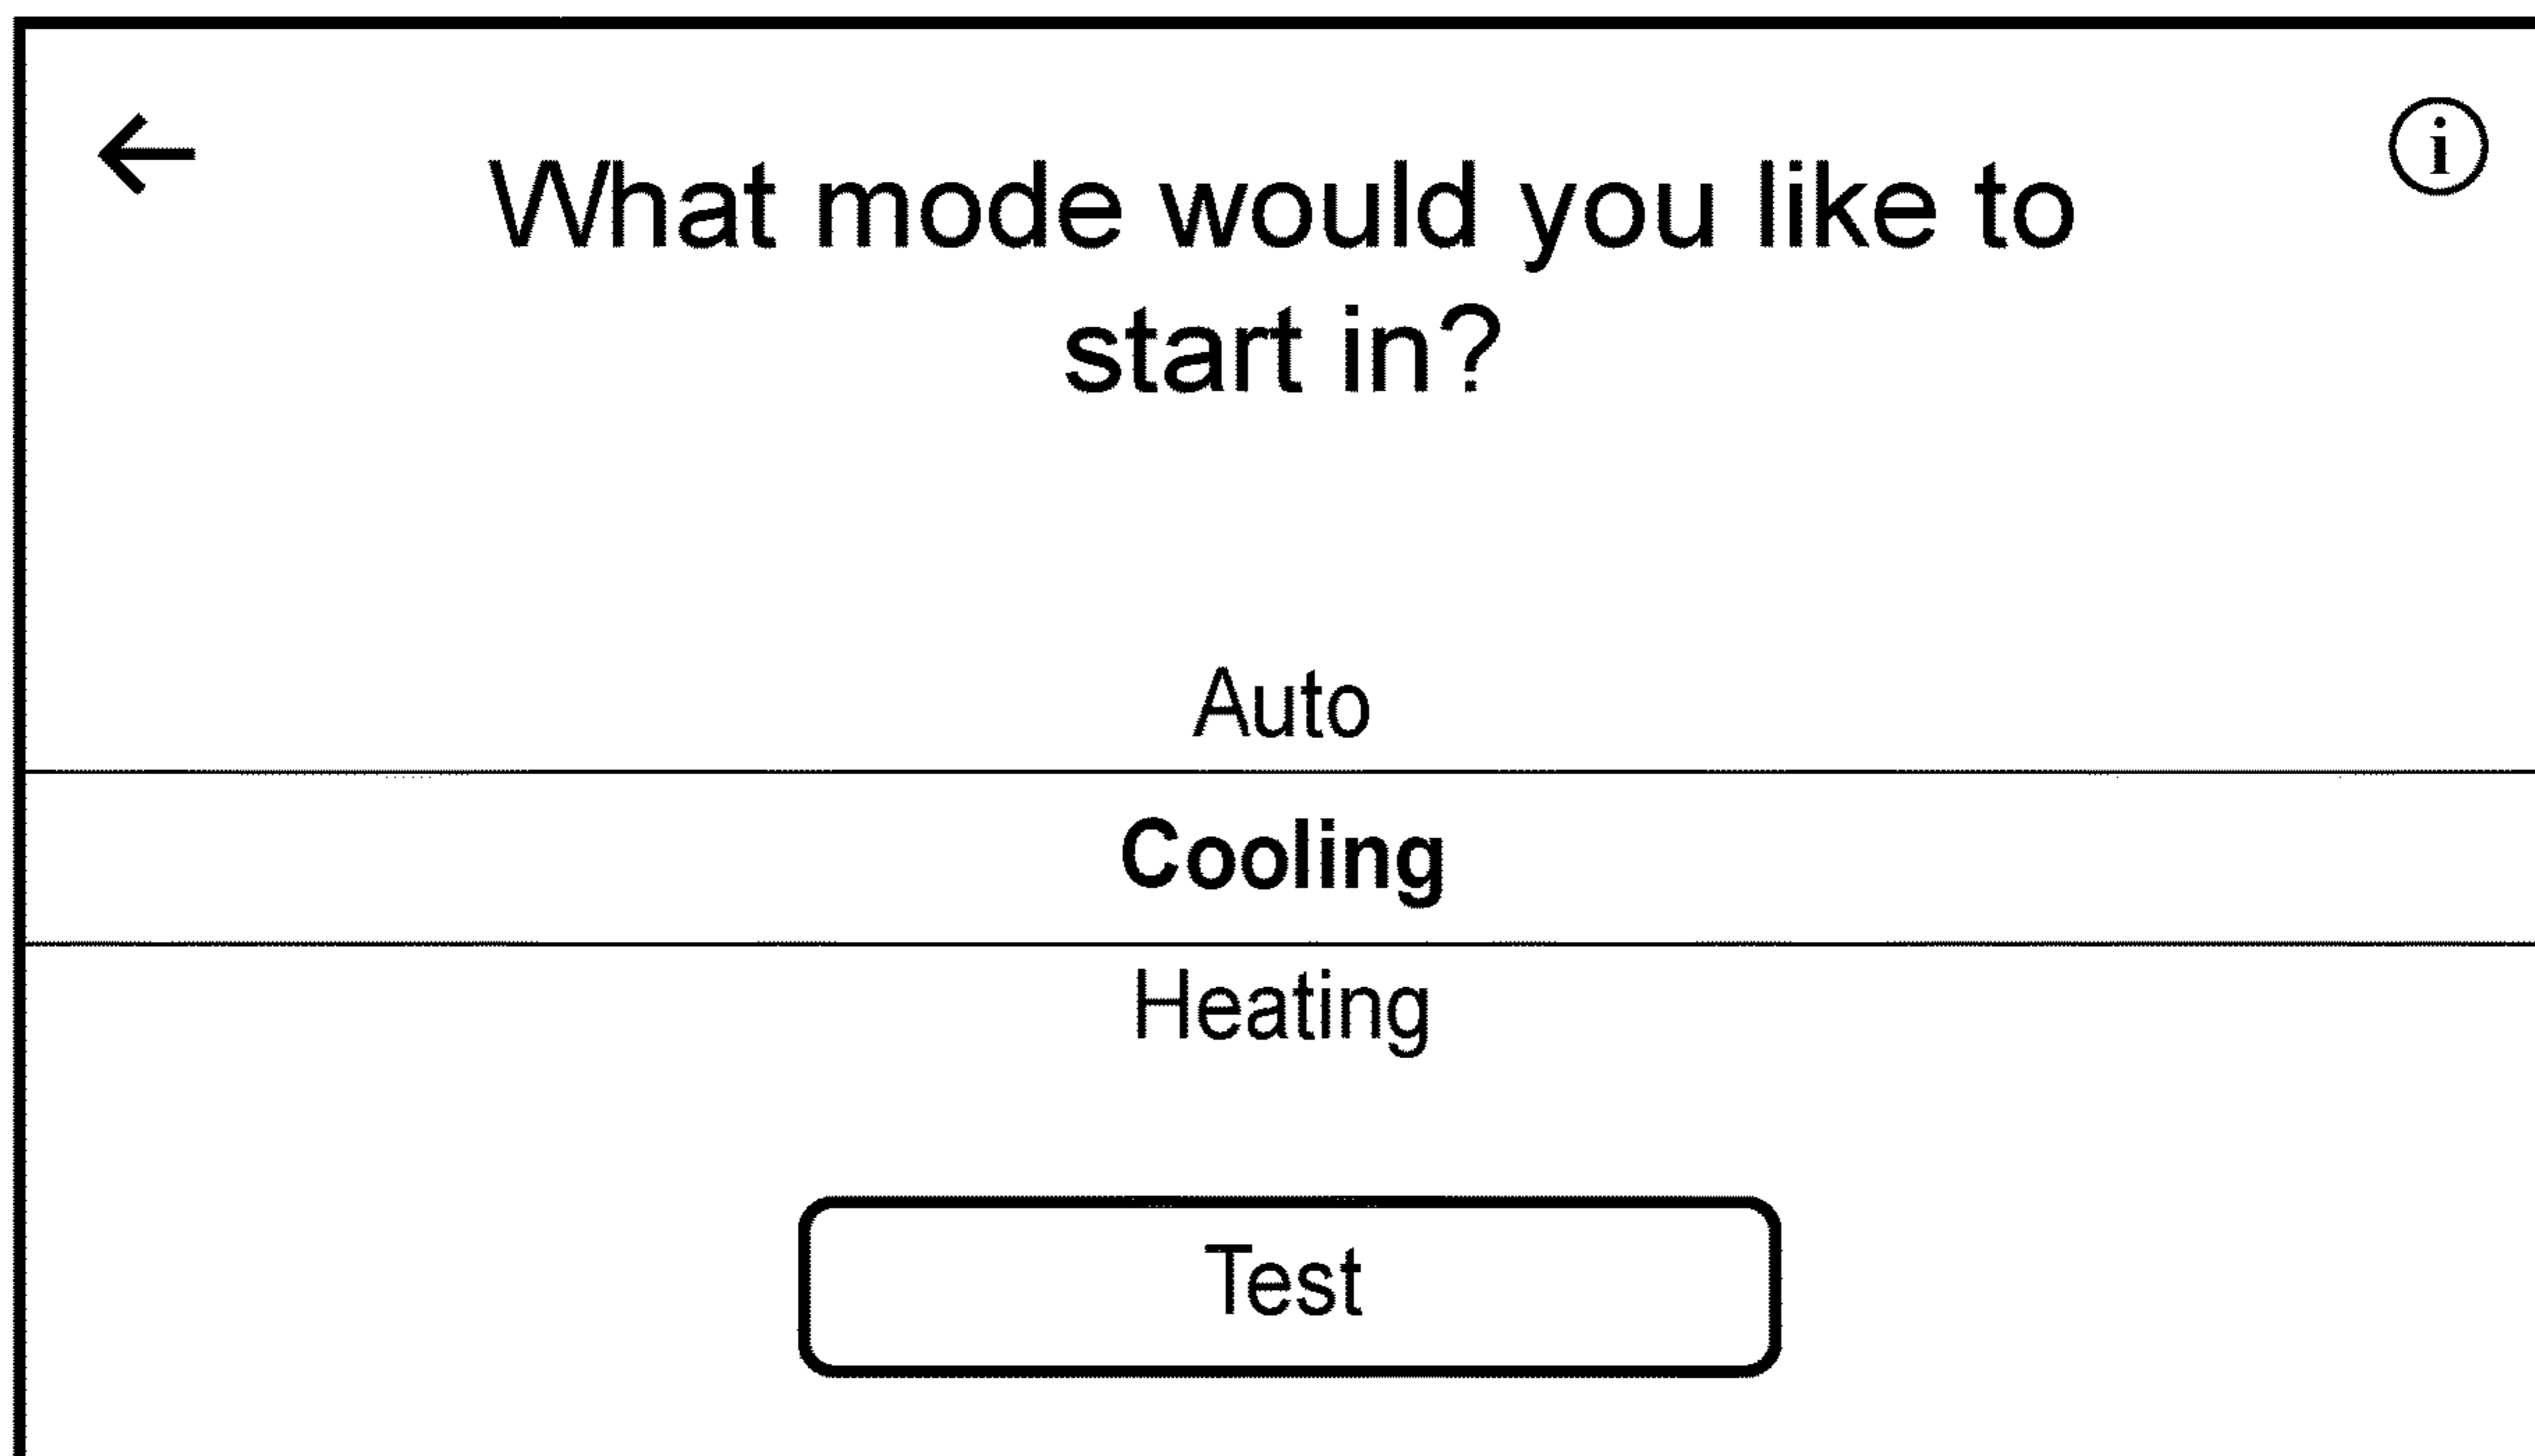 What mode would you like to
start in?
Auto
Cooling
Heating
Test